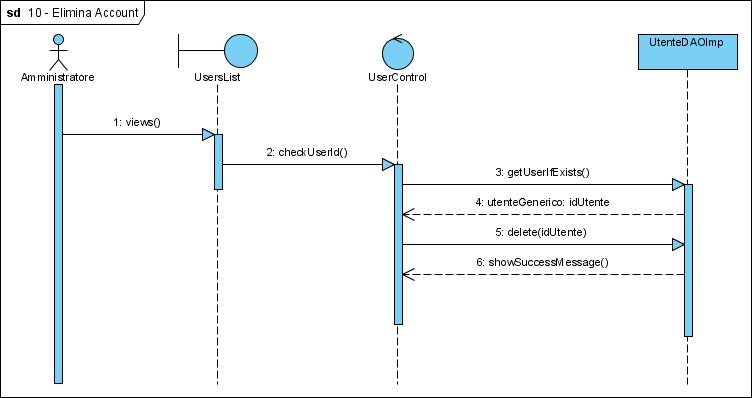 sd 10 - Elimina Account
Amministratore
UsersList
UserControl
UtenteDAOImp
1: views()
2: checkUserId()
3: getUserIfExists()
4: utenteGenerico: idUtente
5: delete(idUtente)
6: showSuccessMessage()